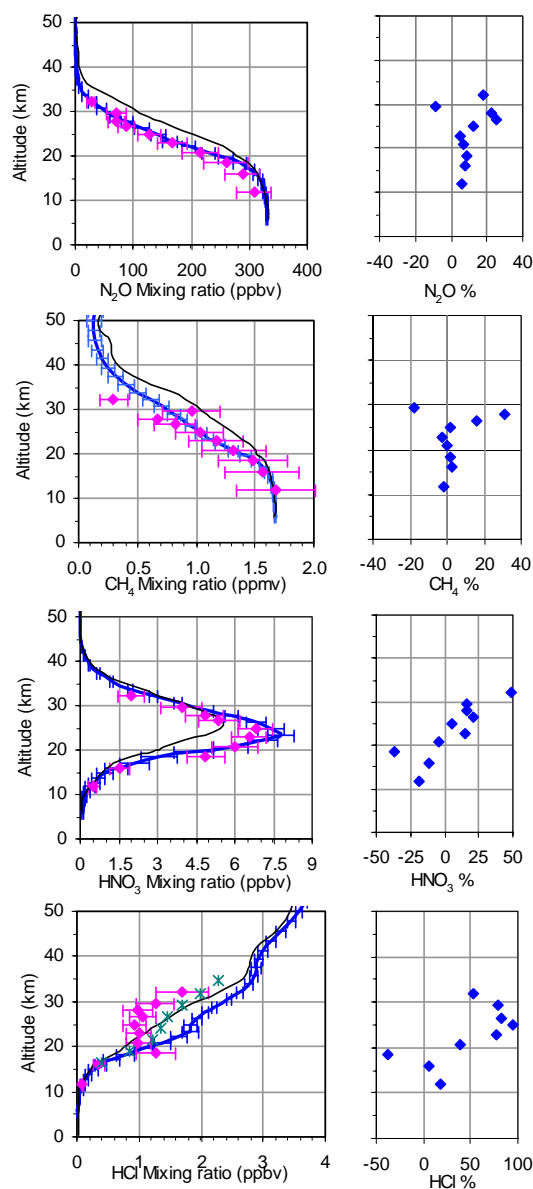 50
40
30
20
10
0
Altitude (km)
0 100 200 300 400
N2O Mixing ratio (ppbv)
-40 -20 0 20 40
N2O %
50
40
30
20
10
0
Altitude (km)
0.0 0.5 1.0 1.5 2.0
CH4 Mixing ratio (ppmv)
-40 -20 0 20 40
CH4 %
50
40
30
20
10
0
Altitude (km)
0 1.5 3 4.5 6 7.5 9
HNO3 Mixing ratio (ppbv)
-50 -25 0 25 50
HNO3 %
50
40
30
20
10
0
Altitude (km)
0 1 2 3 4
HCl Mixing ratio (ppbv)
-50 0 50 100
HCl %